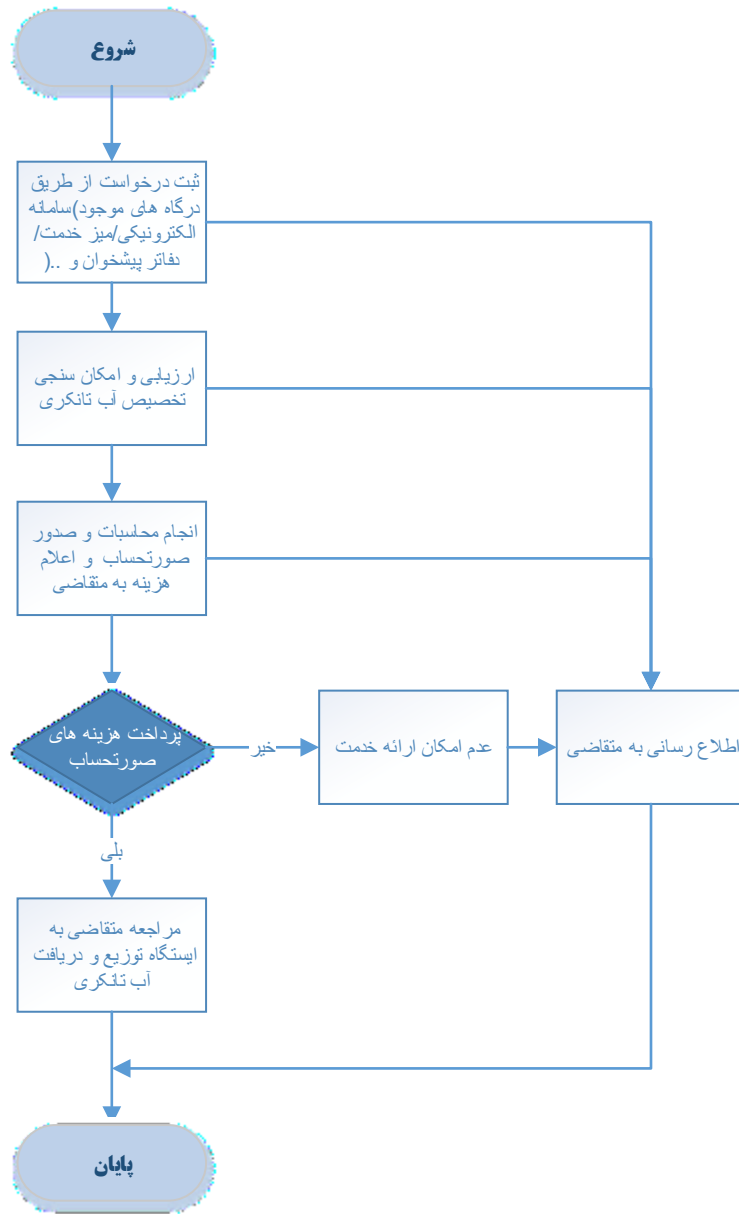 شروع
ثبت درخواست از طریق
درگاه های موجود)سامانه
الکترونیکی/میز خدمت/
دفاتر پیشخوان و ..(
ارزیابی و امکان سنجی
تخصیص آب تانکری
انجام محاسبات و صدور
صورتحساب و اعلام
هزینه به متقاضی
پرداخت هزینه های
صورتحساب
خیر
عدم امکان ارائه خدمت
اطلاع رسانی به متقاضی
بلی
مراجعه متقاضی به
ایستگاه توزیع و دریافت
آب تانکری
پایان